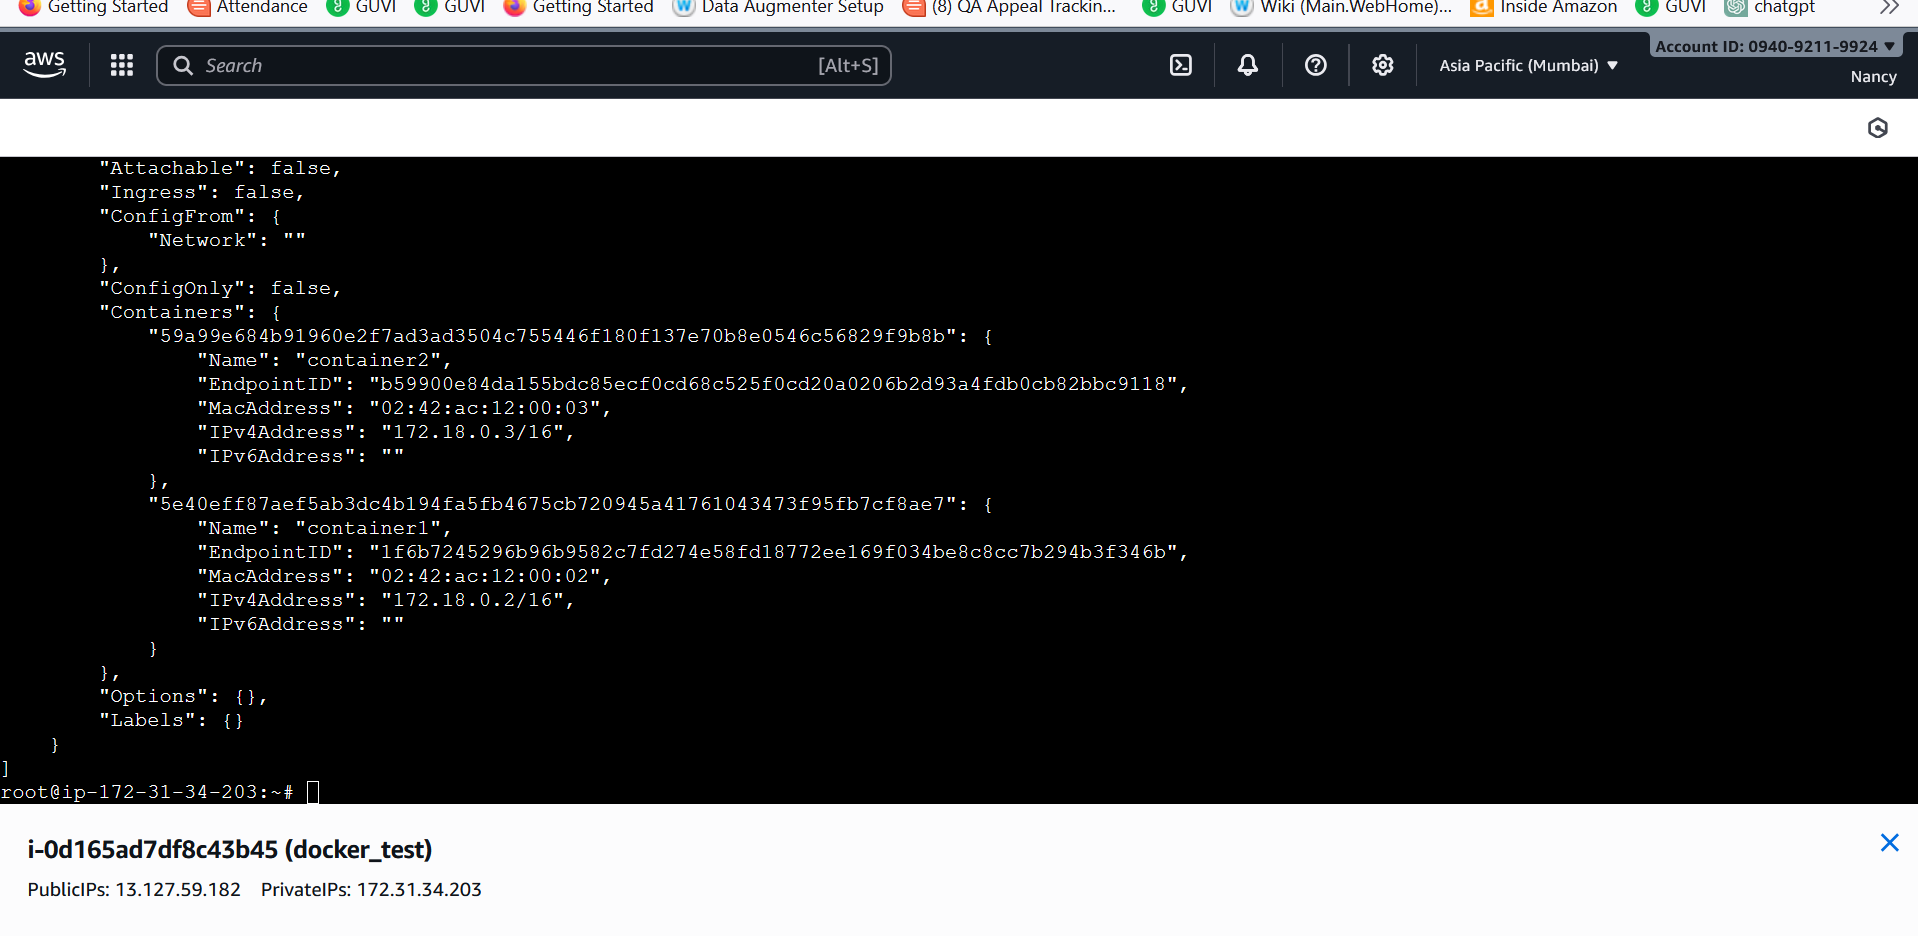 Getting Started Attendance GUVI GUVI Getting Started Data Augmenter Setup (8) QA Appeal Trackin... GUVI Wiki (Main.WebHome)... Inside Amazon GUVI chatgpt
aws Search [Alt+S] Asia Pacific (Mumbai) ▼ Account ID: 0940-9211-9924 ▼
Nancy
"Attachable": false,
"Ingress": false,
"ConfigFrom": {
"Network": ""
},
"ConfigOnly": false,
"Containers": {
"59a99e684b91960e2f7ad3ad3504c755446f180f137e70b8e0546c56829f9b8b": {
"Name": "container2",
"EndpointID": "b59900e84da155bdc85ecf0cd68c525f0cd20a0206b2d93a4fdb0cb82bbc9118",
"MacAddress": "02:42:ac:12:00:03",
"IPv4Address": "172.18.0.3/16",
"IPv6Address": ""
},
"5e40eff87aef5ab3dc4b194fa5fb4675cb720945a41761043473f95fb7cf8ae7": {
"Name": "container1",
"EndpointID": "1f6b7245296b96b9582c7fd274e58fd18772ee169f034be8c8cc7b294b3f346b",
"MacAddress": "02:42:ac:12:00:02",
"IPv4Address": "172.18.0.2/16",
"IPv6Address": ""
}
},
"Options": {},
"Labels": {}
}
]
root@ip-172-31-34-203:~#
i-0d165ad7df8c43b45 (docker_test)
PublicIPs: 13.127.59.182 PrivateIPs: 172.31.34.203